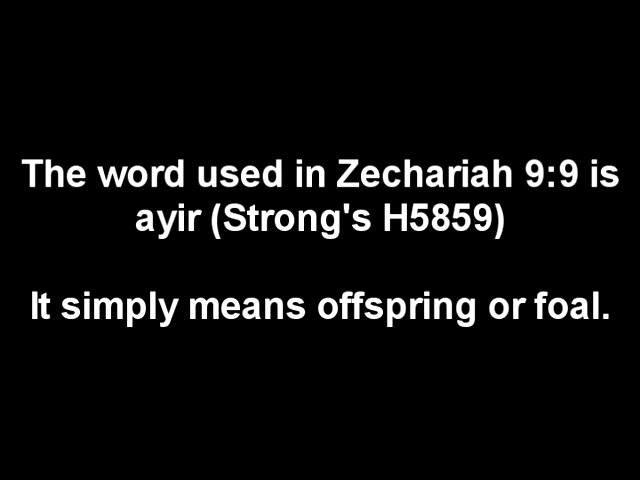 The word used in Zechariah 9:9 is
ayir (Strong's H5859)
It simply means offspring or foal.